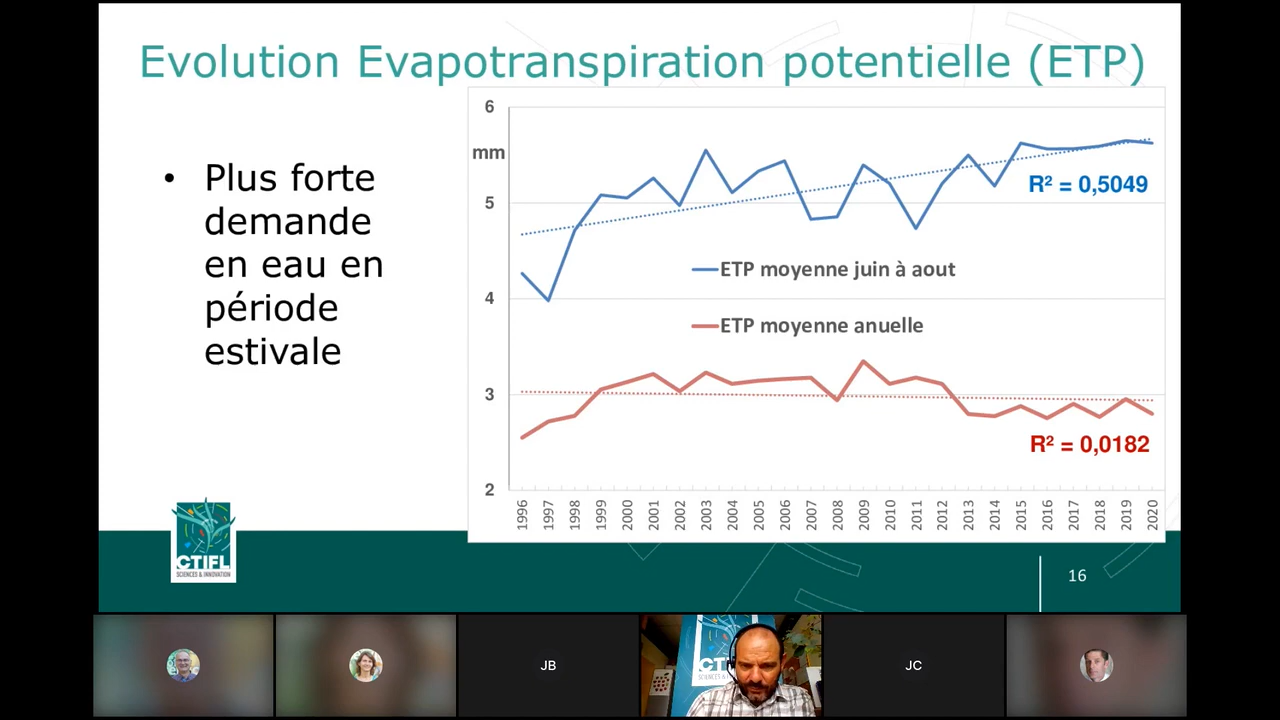 Evolution Evapotranspiration potentielle (ETP)
• Plus forte
demande
en eau en
période
estivale
6
mm
5
4
3
2
R² = 0,5049
ETP moyenne juin à aout
ETP moyenne anuelle
R² = 0,0182
1996 1997 1998 1999 2000 2001 2002 2003 2004 2005 2006 2007 2008 2009 2010 2011 2012 2013 2014 2015 2016 2017 2018 2019 2020
CTIFL
SCIENCES & INNOVATION
16
JB
CT
JC